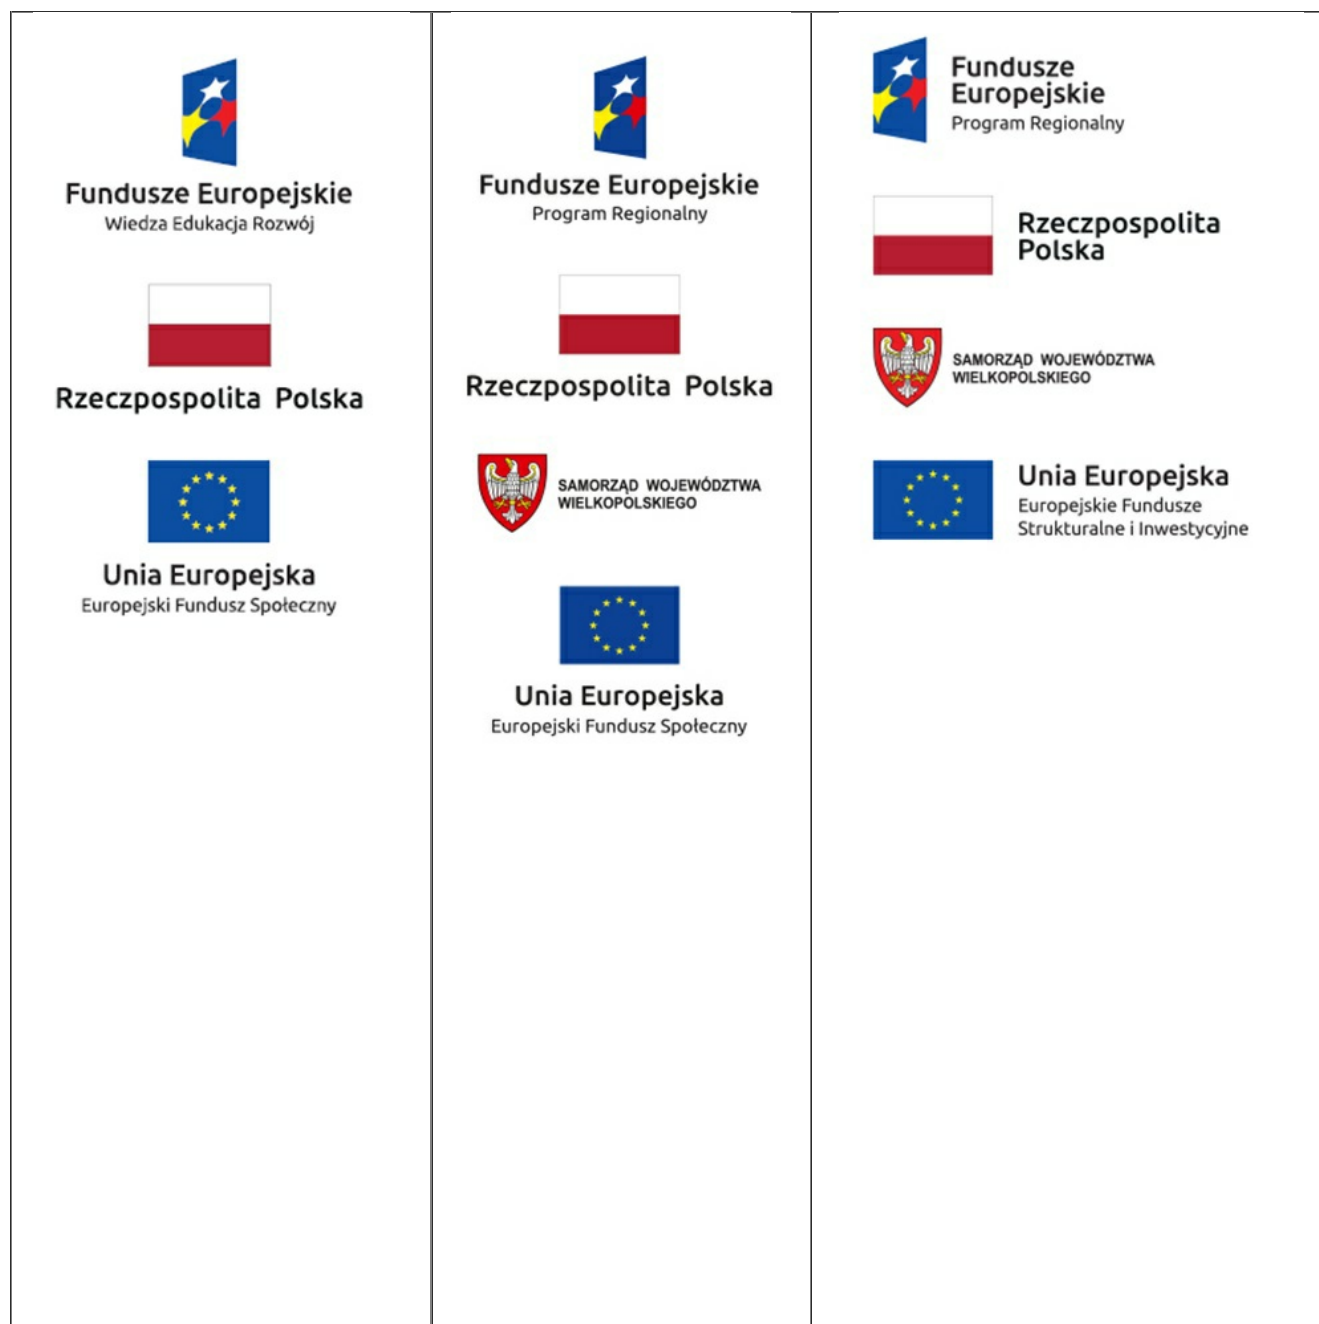 Fundusze Europejskie
Wiedza Edukacja Rozwój
Rzeczpospolita Polska
Unia Europejska
Europejski Fundusz Społeczny
Fundusze Europejskie
Program Regionalny
Rzeczpospolita Polska
SAMORZĄD WOJEWÓDZTWA
WIELKOPOLSKIEGO
Unia Europejska
Europejski Fundusz Społeczny
Fundusze
Europejskie
Program Regionalny
Rzeczpospolita
Polska
SAMORZĄD WOJEWÓDZTWA
WIELKOPOLSKIEGO
Unia Europejska
Europejskie Fundusze
Strukturalne i Inwestycyjne